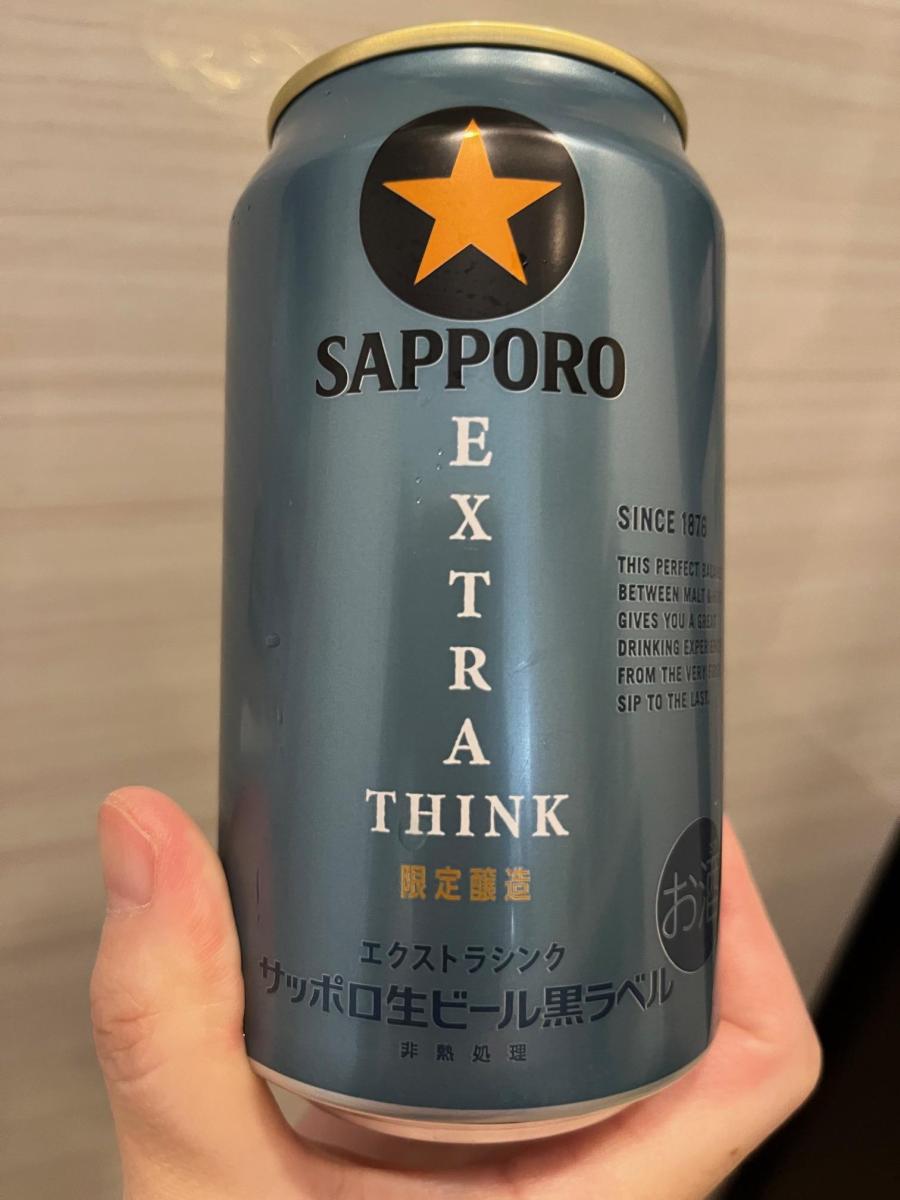 SAPPORO
EXTRA
THINK
限定醸造
エクストラシンク
サッポロ生ビール黒ラベル
非熱処理
SINCE 1876
THIS PERFECT
BETWEEN MALT
GIVES YOU A GREAT
DRINKING
FROM THE VERY
SIP TO THE LAST.
お酒